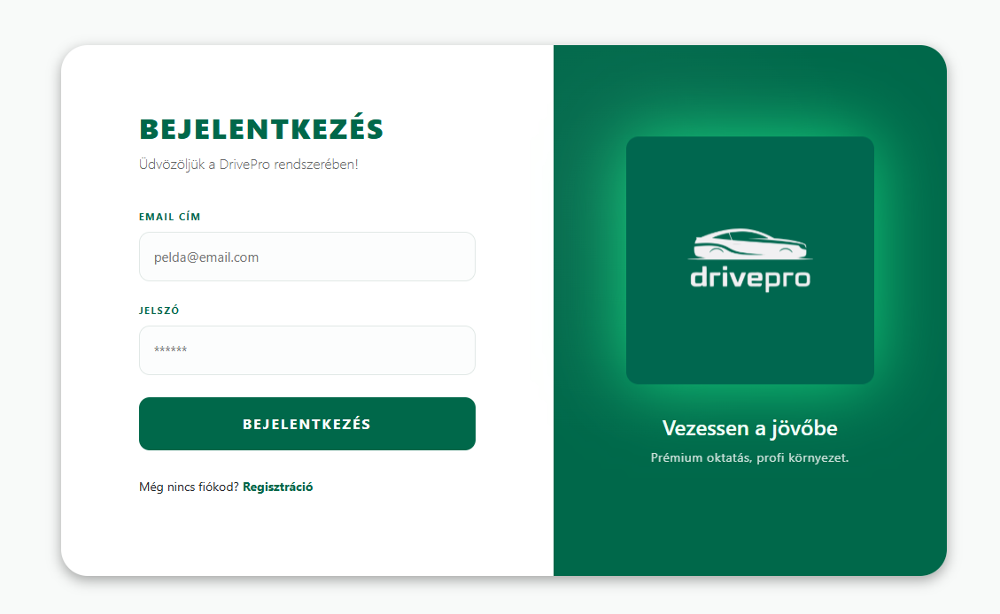 BEJELENTKEZÉS
Üdvözöljük a DrivePro rendszerében!
EMAIL CÍM
pelda@email.com
JELSZÓ
******
BEJELENTKEZÉS
Még nincs fiókod? Regisztráció
drivepro
Vezessen a jövőbe
Prémium oktatás, profi környezet.